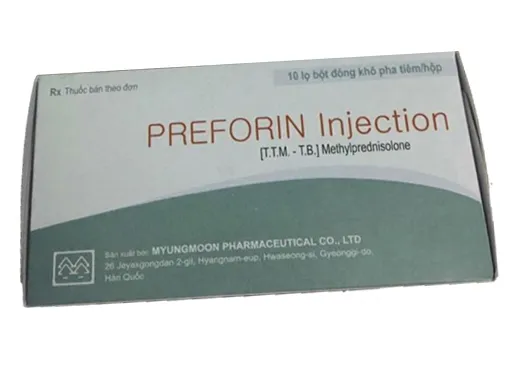 Rx Thuốc bán theo đơn
10 lọ bột đông khô pha tiêm/hộp
PREFORIN Injection
[T.T.M. - T.B.] Methylprednisolone
Sản xuất bởi: MYUNGMOON PHARMACEUTICAL CO., LTD
26 Jeyakgongdan 2-gil, Hyangnam-eup, Hwaseong-si, Gyeonggi-do,
Hàn Quốc